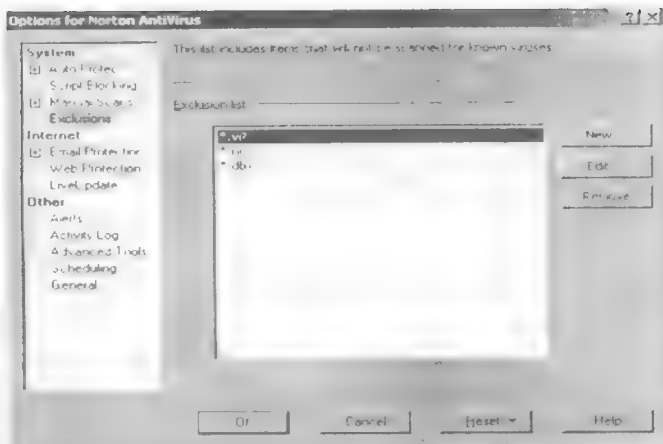 Options for Norton AntiVirus
This list includes items that will not be scanned for known viruses
System
Auto-Protec
Script Blocking
Manual Scans
Exclusions
Internet
Email Protection
Web Protection
LiveUpdate
Other
Alerts
Activity Log
Advanced Tools
Scheduling
General
Exclusion list
*.vi?
*.dbx
New
Edit
Remove
OK
Cancel
Reset
Help